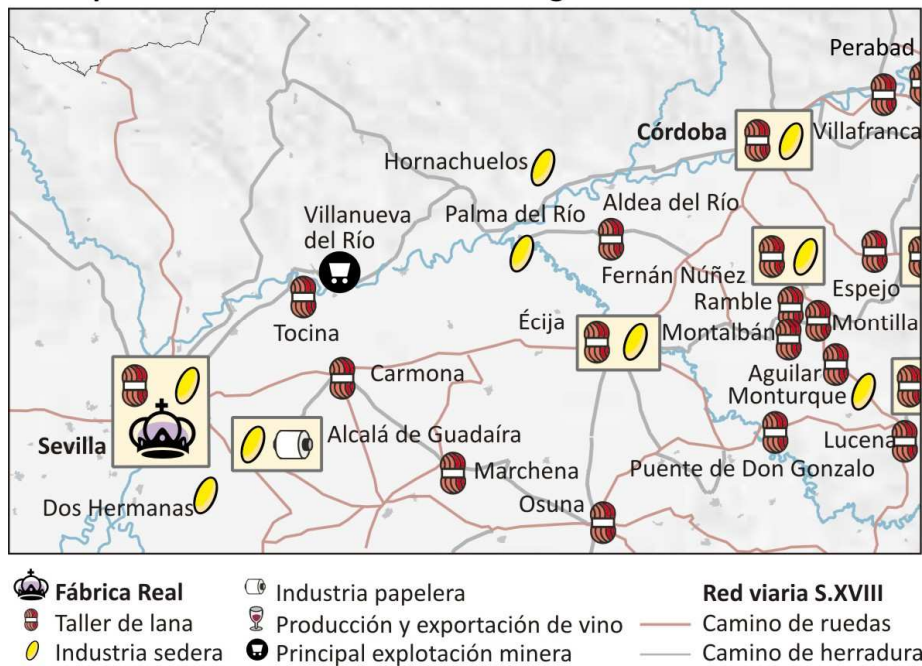 Perabad
Córdoba
Villafranca
Hornachuelos
Villanueva
del Río
Palma del Río
Aldea del Río
Fernán Núñez
Ramble
Espejo
Tocina
Écija
Montalbán
Montilla
Carmona
Aguilar
Monturque
Sevilla
Alcalá de Guadaíra
Lucena
Marchena
Puente de Don Gonzalo
Dos Hermanas
Osuna
Fábrica Real
Taller de lana
Industria sedera
Industria papelera
Producción y exportación de vino
Principal explotación minera
Red viaria S.XVIII
Camino de ruedas
Camino de herradura